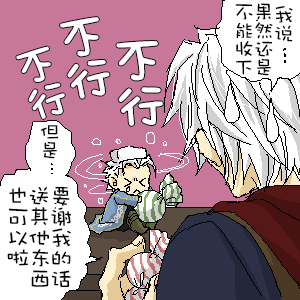 我说…
果然还是
不能收下
不行
不行
不行
但是…
要谢我的话
送其他东西
也可以啦